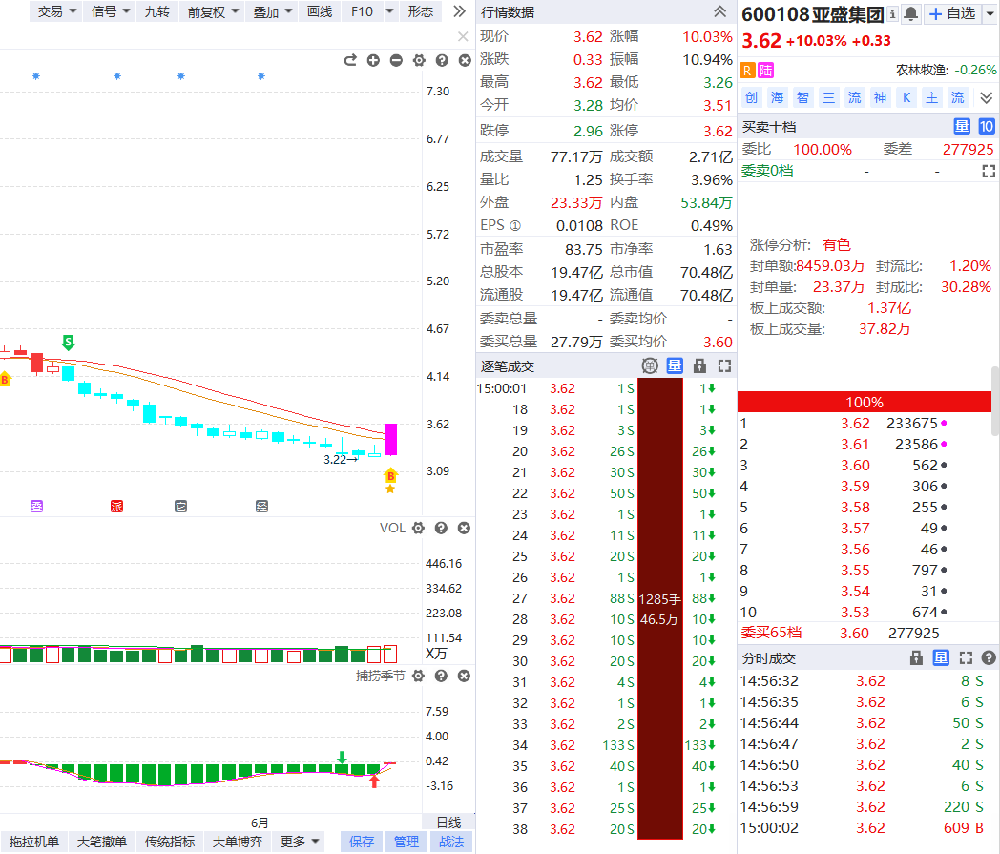 交易 信号 九转 前复权 叠加 画线 F10 形态
7.30
6.77
6.25
5.72
5.20
4.67
4.14
3.62
3.09
S
B
3.22→
B
查 派 它 经
VOL
446.16
334.62
223.08
111.54
X万
捕捞季节
7.59
4.00
0.42
-3.16
6月 日线
拖拉机单 大笔撤单 传统指标 大单博弈 更多 保存 管理 战法
行情数据
现价 3.62 涨幅 10.03%
涨跌 0.33 振幅 10.94%
最高 3.62 最低 3.26
今开 3.28 均价 3.51
跌停 2.96 涨停 3.62
成交量 77.17万 成交额 2.71亿
量比 1.25 换手率 3.96%
外盘 23.33万 内盘 53.84万
EPS ① 0.0108 ROE 0.49%
市盈率 83.75 市净率 1.63
总股本 19.47亿 总市值 70.48亿
流通股 19.47亿 流通值 70.48亿
委卖总量 - 委卖均价 -
委买总量 27.79万 委买均价 3.60
逐笔成交 单 量
15:00:01 3.62 1 S 1
18 3.62 1 S 1
19 3.62 3 S 3
20 3.62 26 S 26
21 3.62 30 S 30
22 3.62 50 S 50
23 3.62 1 S 1
24 3.62 11 S 11
25 3.62 20 S 20
26 3.62 1 S 1
27 3.62 88 S 1285手 88
28 3.62 10 S 46.5万 10
29 3.62 10 S 10
30 3.62 20 S 20
31 3.62 4 S 4
32 3.62 1 S 1
33 3.62 2 S 2
34 3.62 133 S 133
35 3.62 40 S 40
36 3.62 1 S 1
37 3.62 25 S 25
38 3.62 20 S 20
600108 亚盛集团 自选
3.62 +10.03% +0.33
R 陆 农林牧渔: -0.26%
创 海 智 三 流 神 K 主 流
买卖十档 量 10
委比 100.00% 委差 277925
委卖0档 - -
涨停分析: 有色
封单额:8459.03万 封流比: 1.20%
封单量: 23.37万 封成比: 30.28%
板上成交额: 1.37亿
板上成交量: 37.82万
100%
1 3.62 233675
2 3.61 23586
3 3.60 562
4 3.59 306
5 3.58 255
6 3.57 49
7 3.56 46
8 3.55 797
9 3.54 31
10 3.53 674
委买65档 3.60 277925
分时成交 量
14:56:32 3.62 8 S
14:56:35 3.62 6 S
14:56:44 3.62 50 S
14:56:47 3.62 2 S
14:56:50 3.62 40 S
14:56:53 3.62 6 S
14:56:59 3.62 220 S
15:00:02 3.62 609 B